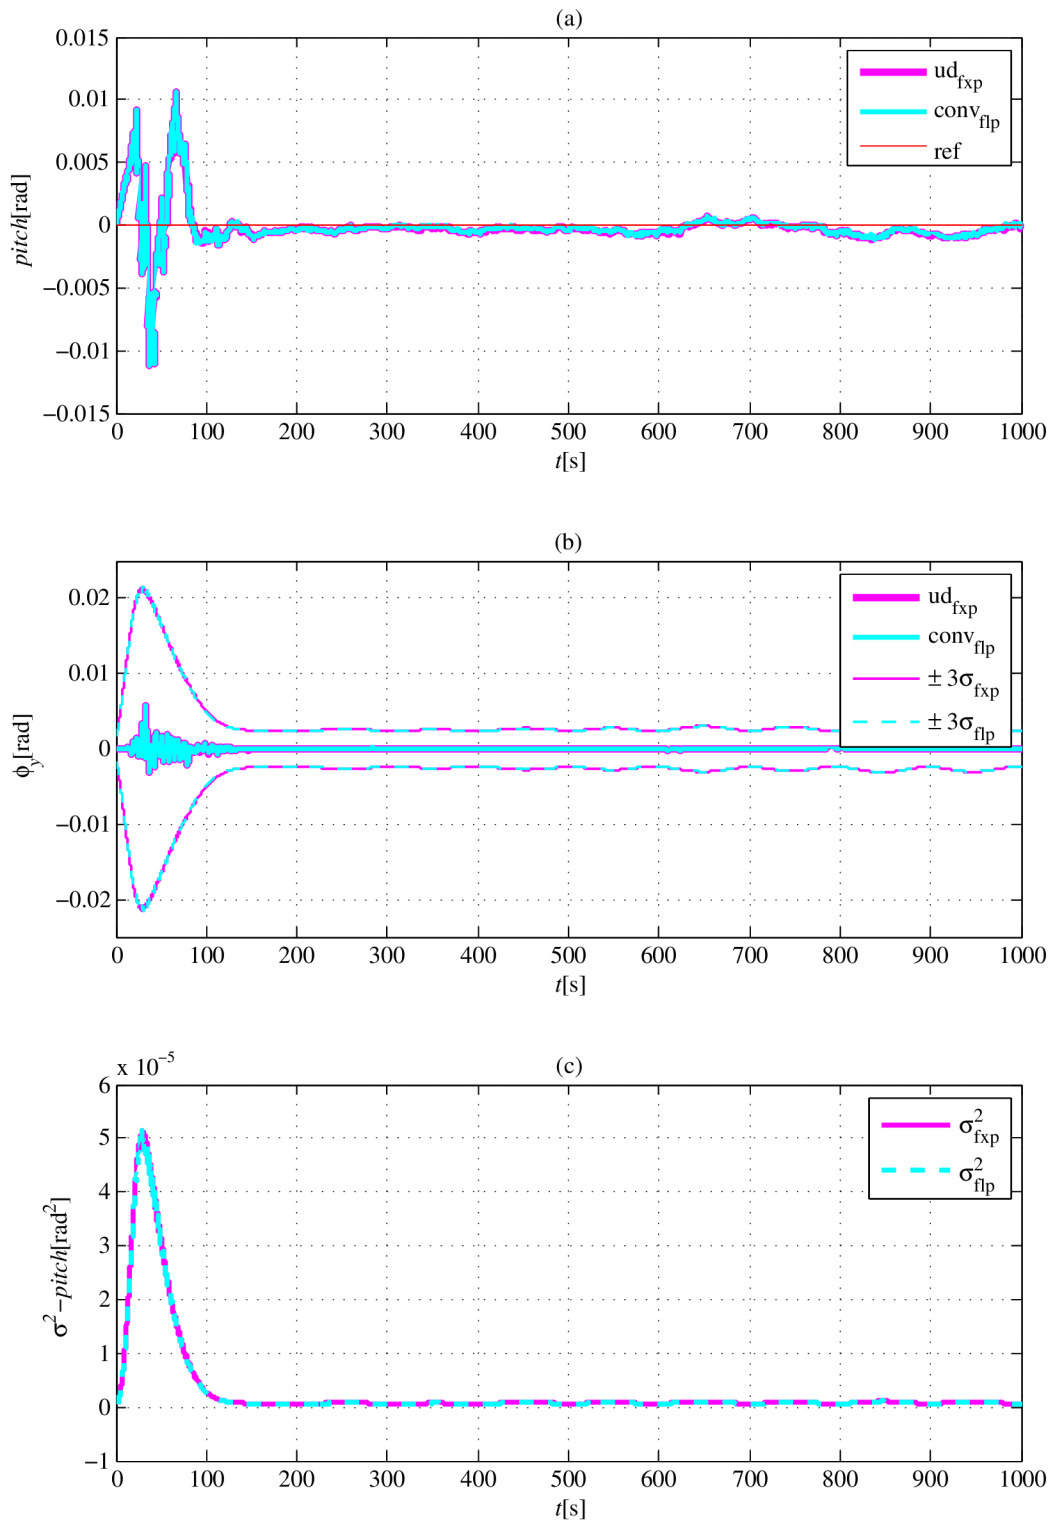 (a)
0.015
0.01
0.005
0
−0.005
−0.01
−0.015
pitch[rad]
ud_fxp
conv_flp
ref
0 100 200 300 400 500 600 700 800 900 1000
t[s]
(b)
0.02
0.01
0
−0.01
−0.02
ϕ_y[rad]
ud_fxp
conv_flp
± 3σ_fxp
± 3σ_flp
0 100 200 300 400 500 600 700 800 900 1000
t[s]
(c)
x 10^−5
6
5
4
3
2
1
0
−1
σ^2−pitch[rad^2]
σ^2_fxp
σ^2_flp
0 100 200 300 400 500 600 700 800 900 1000
t[s]